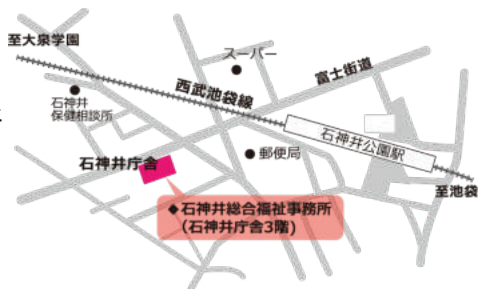 至大泉学園
スーパー
富士街道
西武池袋線
石神井
保健相談所
石神井公園駅
郵便局
石神井庁舎
至池袋
◆石神井総合福祉事務所
(石神井庁舎3階)